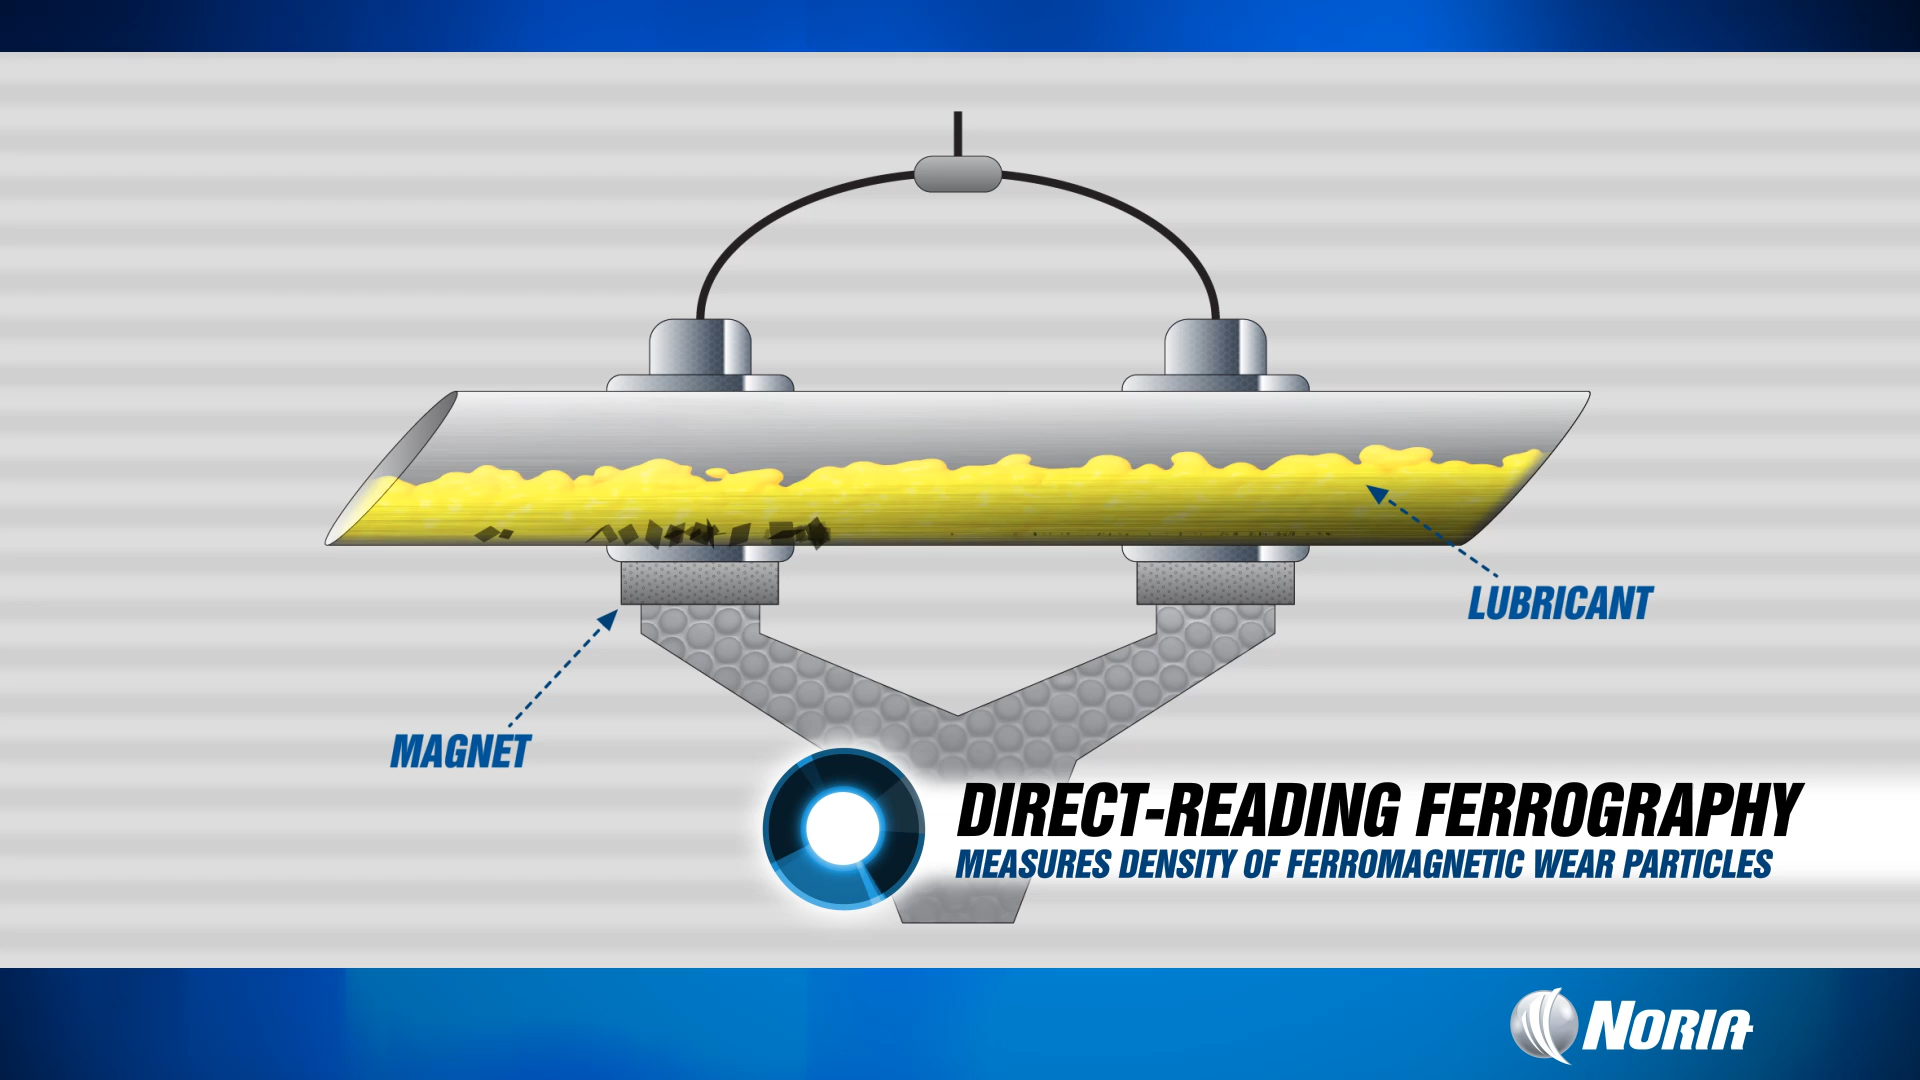 LUBRICANT
MAGNET
DIRECT-READING FERROGRAPHY
MEASURES DENSITY OF FERROMAGNETIC WEAR PARTICLES
NORIA